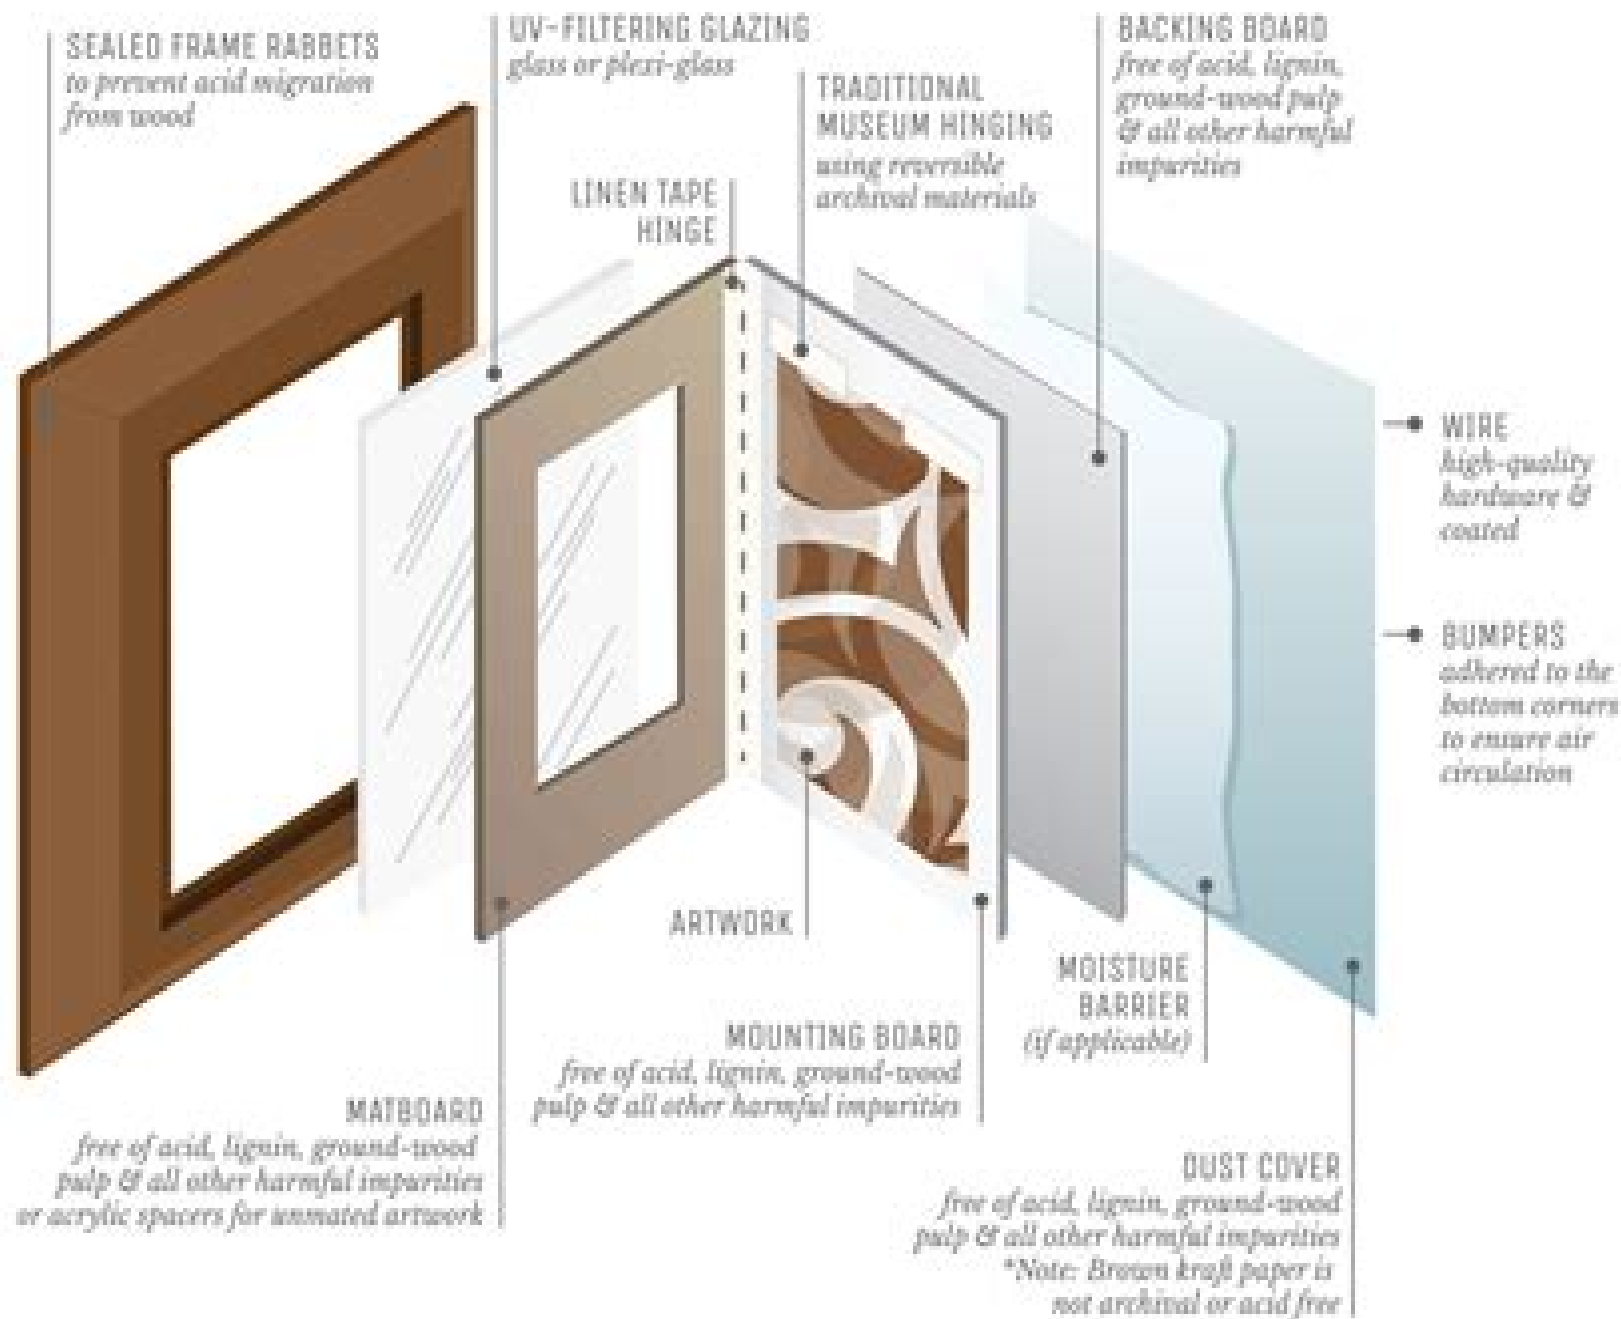 SEALED FRAME RABBETS
to prevent acid migration
from wood
UV-FILTERING GLAZING
glass or plexi-glass
TRADITIONAL
MUSEUM HINGING
using reversible
archival materials
BACKING BOARD
free of acid, lignin,
ground-wood pulp
& all other harmful
impurities
LINEN TAPE
HINGE
WIRE
high-quality
hardware &
coated
BUMPERS
adhered to the
bottom corners
to ensure air
circulation
ARTWORK
MOISTURE
BARRIER
(if applicable)
MOUNTING BOARD
free of acid, lignin, ground-wood
pulp & all other harmful impurities
MATBOARD
free of acid, lignin, ground-wood
pulp & all other harmful impurities
or acrylic spacers for unmated artwork
DUST COVER
free of acid, lignin, ground-wood
pulp & all other harmful impurities
*Note: Brown kraft paper is
not archival or acid free